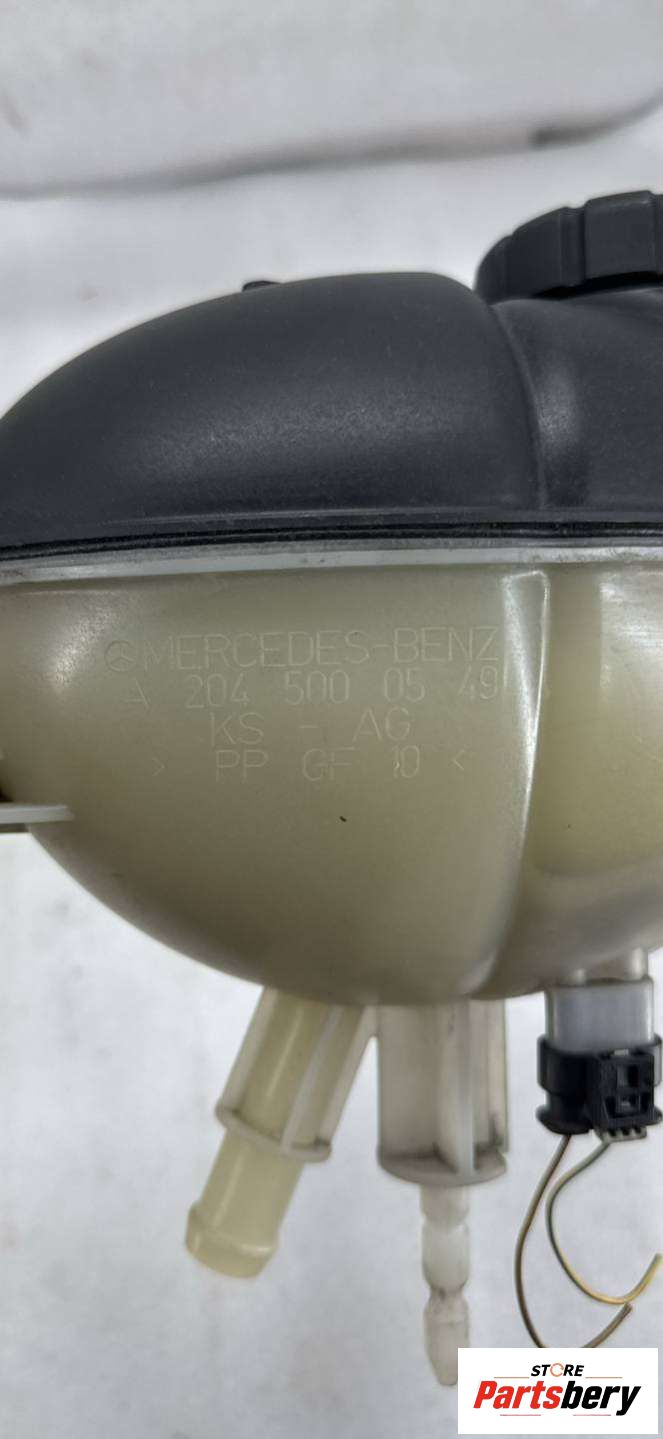 MERCEDES-BENZ
A 204 500 05 49
KS - AG
> PP GF 10 <
STORE
Partsbery